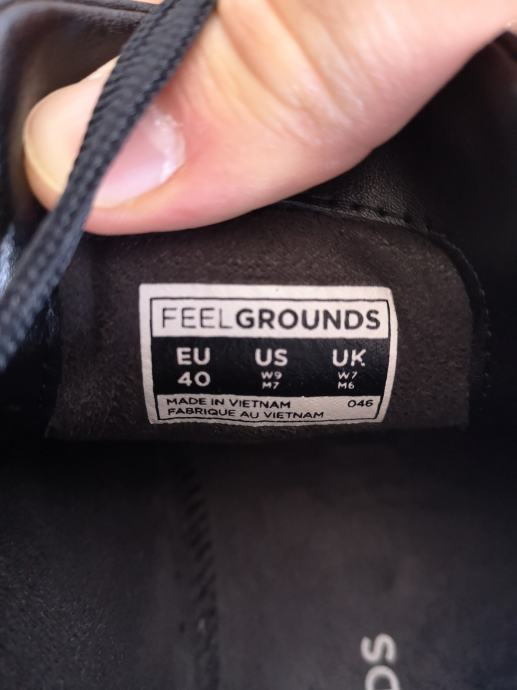 FEELGROUNDS
EU US UK
40 W9 W7
M7 M6
MADE IN VIETNAM 046
FABRIQUE AU VIETNAM